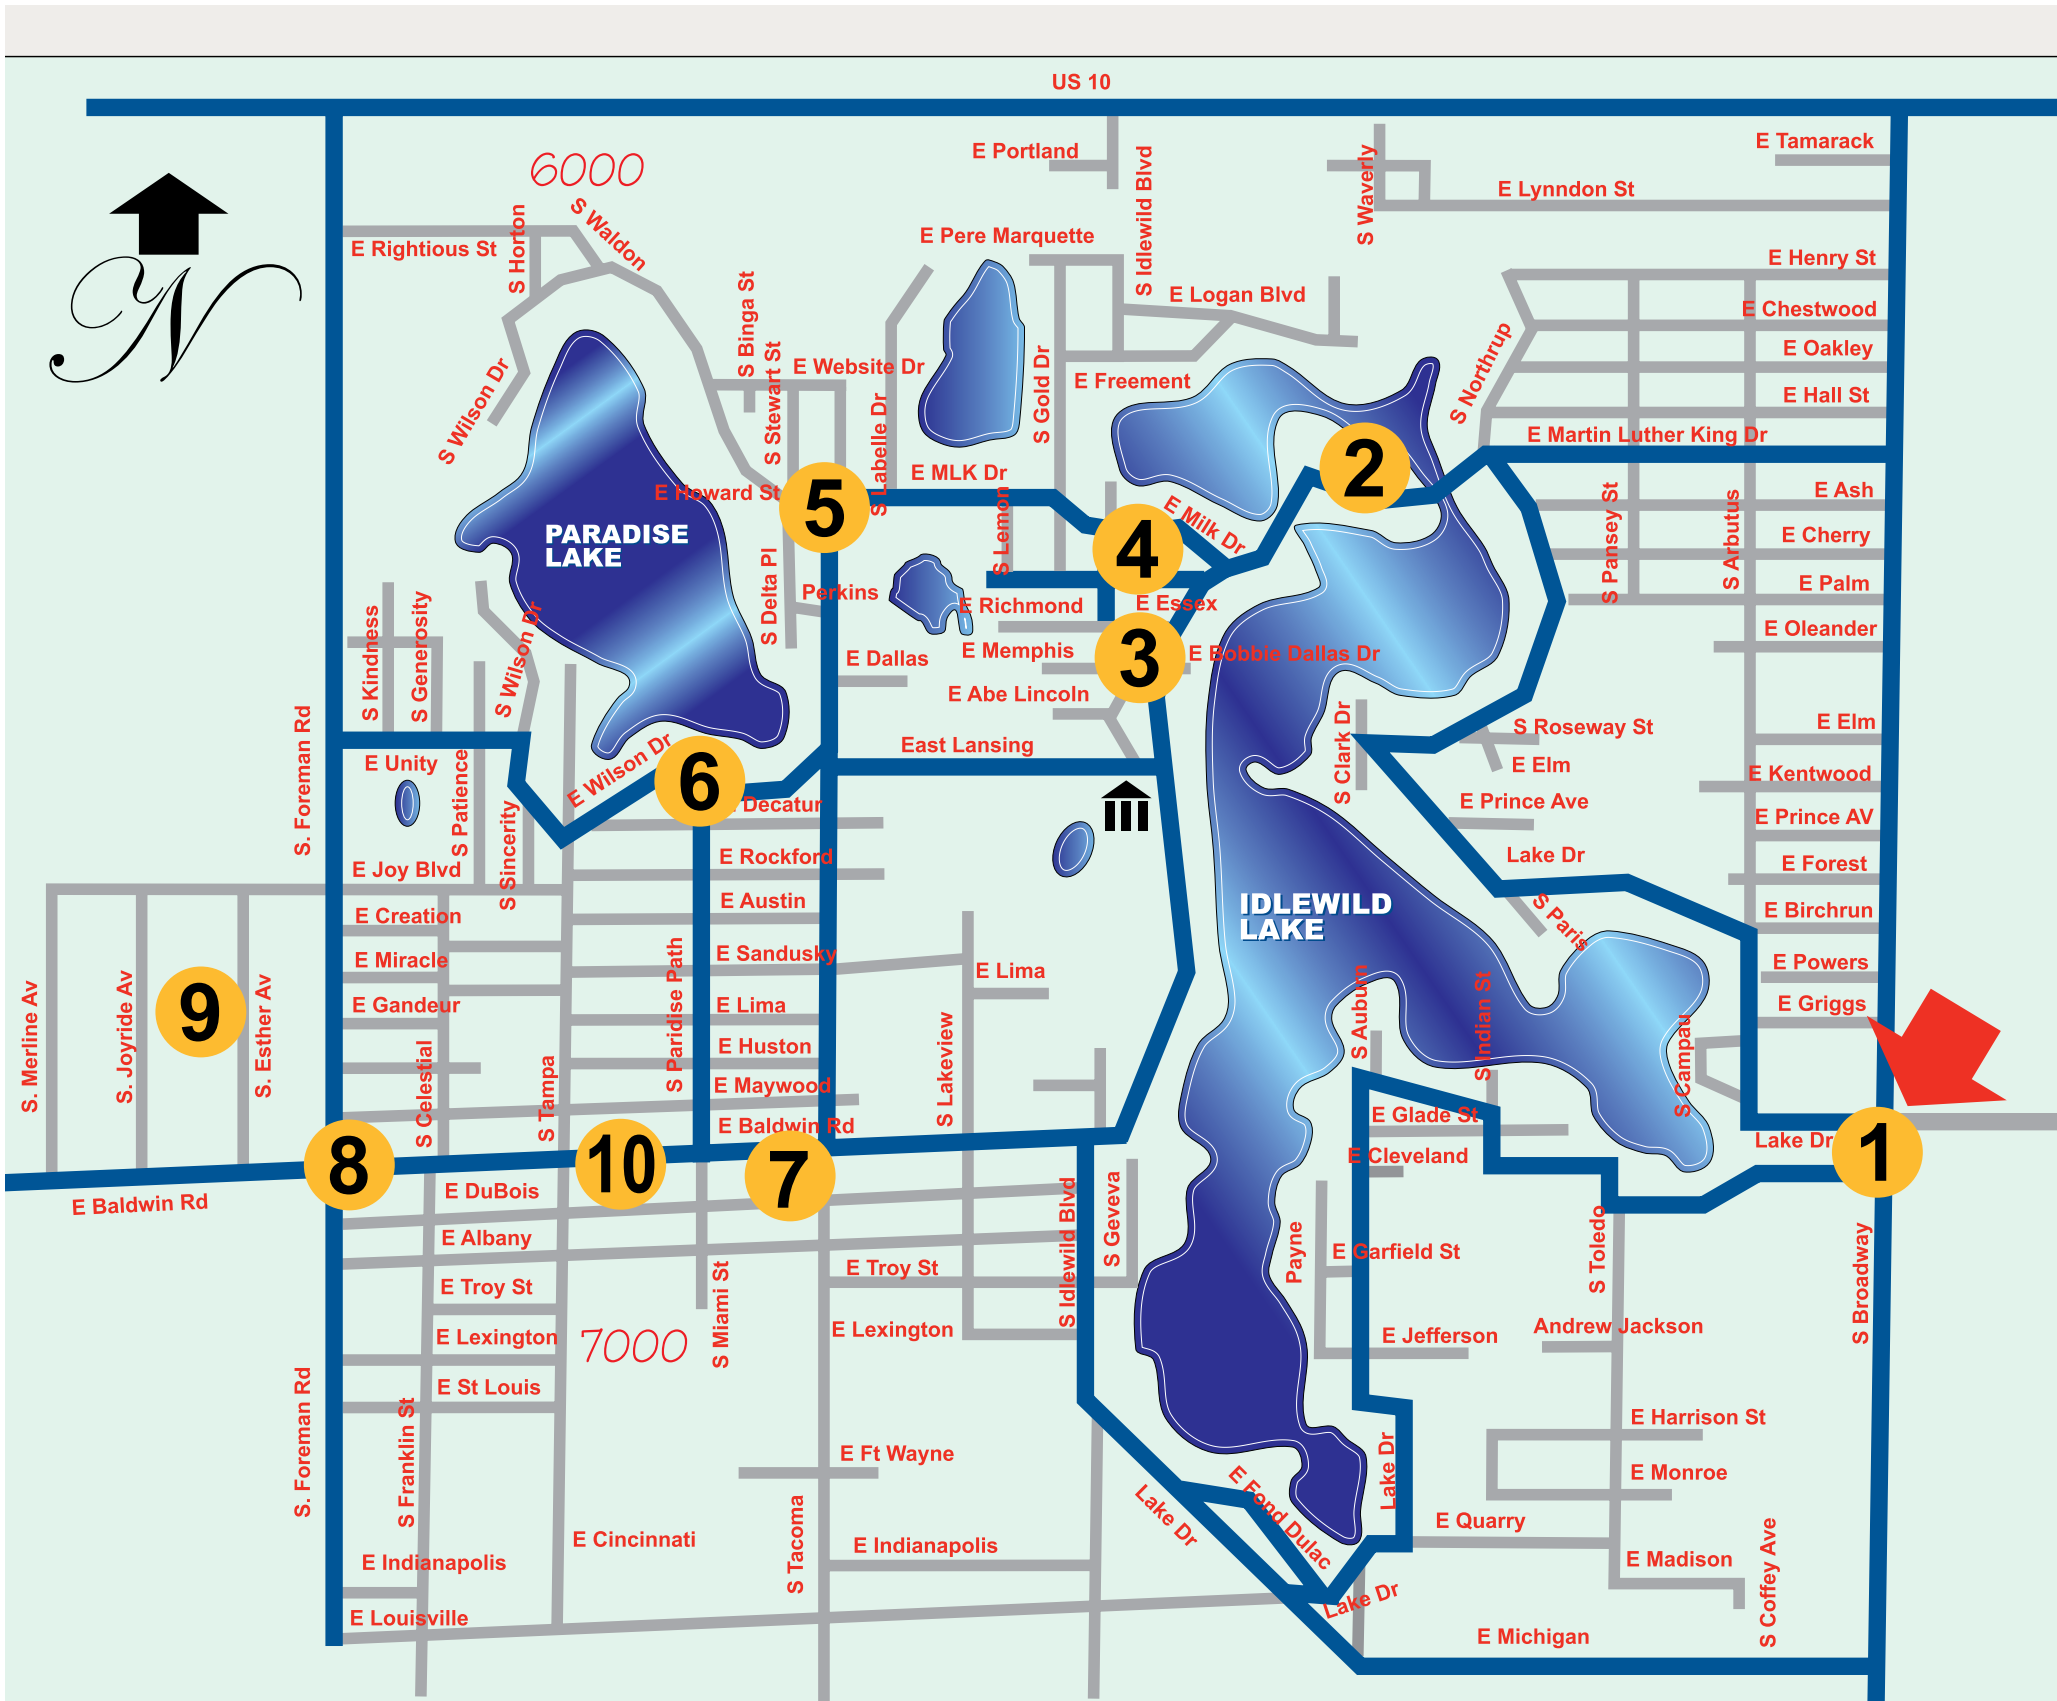 US 10
E Portland
S Idlewild Blvd
S Waverly
E Tamarack
E Lynndon St
6000
S Waldon
S Horton
E Rightious St
E Pere Marquette
E Henry St
E Logan Blvd
E Chestwood
S Binga St
S Northrup
E Oakley
E Website Dr
S Stewart St
S Gold Dr
E Freement
E Hall St
S Wilson Dr
S Labelle Dr
E Martin Luther King Dr
N
2
E MLK Dr
E Howard St
5
S Lemon
E Milk Dr
E Ash
S Pansey St
S Arbutus
PARADISE
LAKE
4
E Cherry
Perkins
S Delta Pl
E Richmond
E Essex
E Palm
S Kindness
S Generosity
S Wilson Dr
E Oleander
E Dallas
E Memphis
3
E Bobbie Dallas Dr
E Abe Lincoln
S. Foreman Rd
S Clark Dr
S Roseway St
E Elm
East Lansing
E Unity
E Wilson Dr
6
E Elm
E Kentwood
S Patience
S Sincerity
Decatur
E Prince Ave
E Prince AV
E Rockford
Lake Dr
E Forest
E Joy Blvd
E Austin
IDLEWILD
LAKE
S Paris
E Birchrun
E Creation
E Miracle
S Paridise Path
E Sandusky
E Lima
E Powers
E Gandeur
E Lima
S Auburn
S Indian St
E Griggs
9
S. Merline Av
S. Joyride Av
S. Esther Av
S Celestial
S Tampa
E Huston
S Lakeview
S Campau
E Maywood
E Glade St
E Baldwin Rd
Lake Dr
1
8
10
7
E Cleveland
E Baldwin Rd
E DuBois
S Idlewild Blvd
S Geveva
E Albany
Payne
E Garfield St
S Toledo
S Broadway
E Troy St
E Troy St
E Lexington
7000
S Miami St
E Lexington
E Jefferson
Andrew Jackson
E St Louis
S. Foreman Rd
S Franklin St
E Harrison St
E Ft Wayne
Lake Dr
E Monroe
Lake Dr
E Fond Dulac
E Quarry
E Cincinnati
S Tacoma
E Indianapolis
E Indianapolis
E Madison
S Coffey Ave
E Louisville
Lake Dr
E Michigan